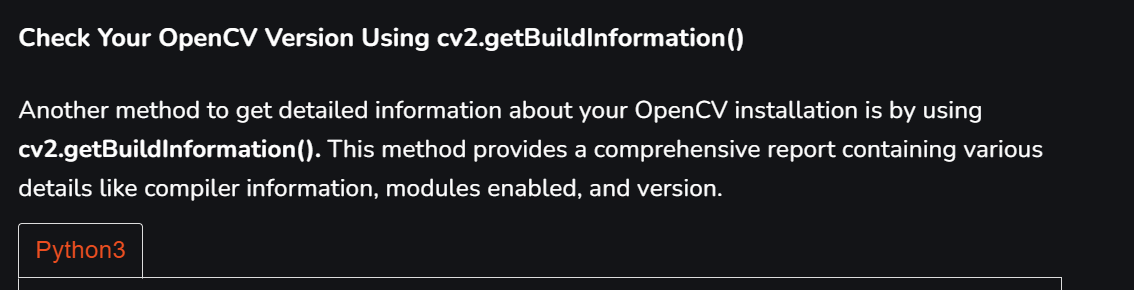 Check Your OpenCV Version Using cv2.getBuildInformation()
Another method to get detailed information about your OpenCV installation is by using
cv2.getBuildInformation(). This method provides a comprehensive report containing various
details like compiler information, modules enabled, and version.
Python3